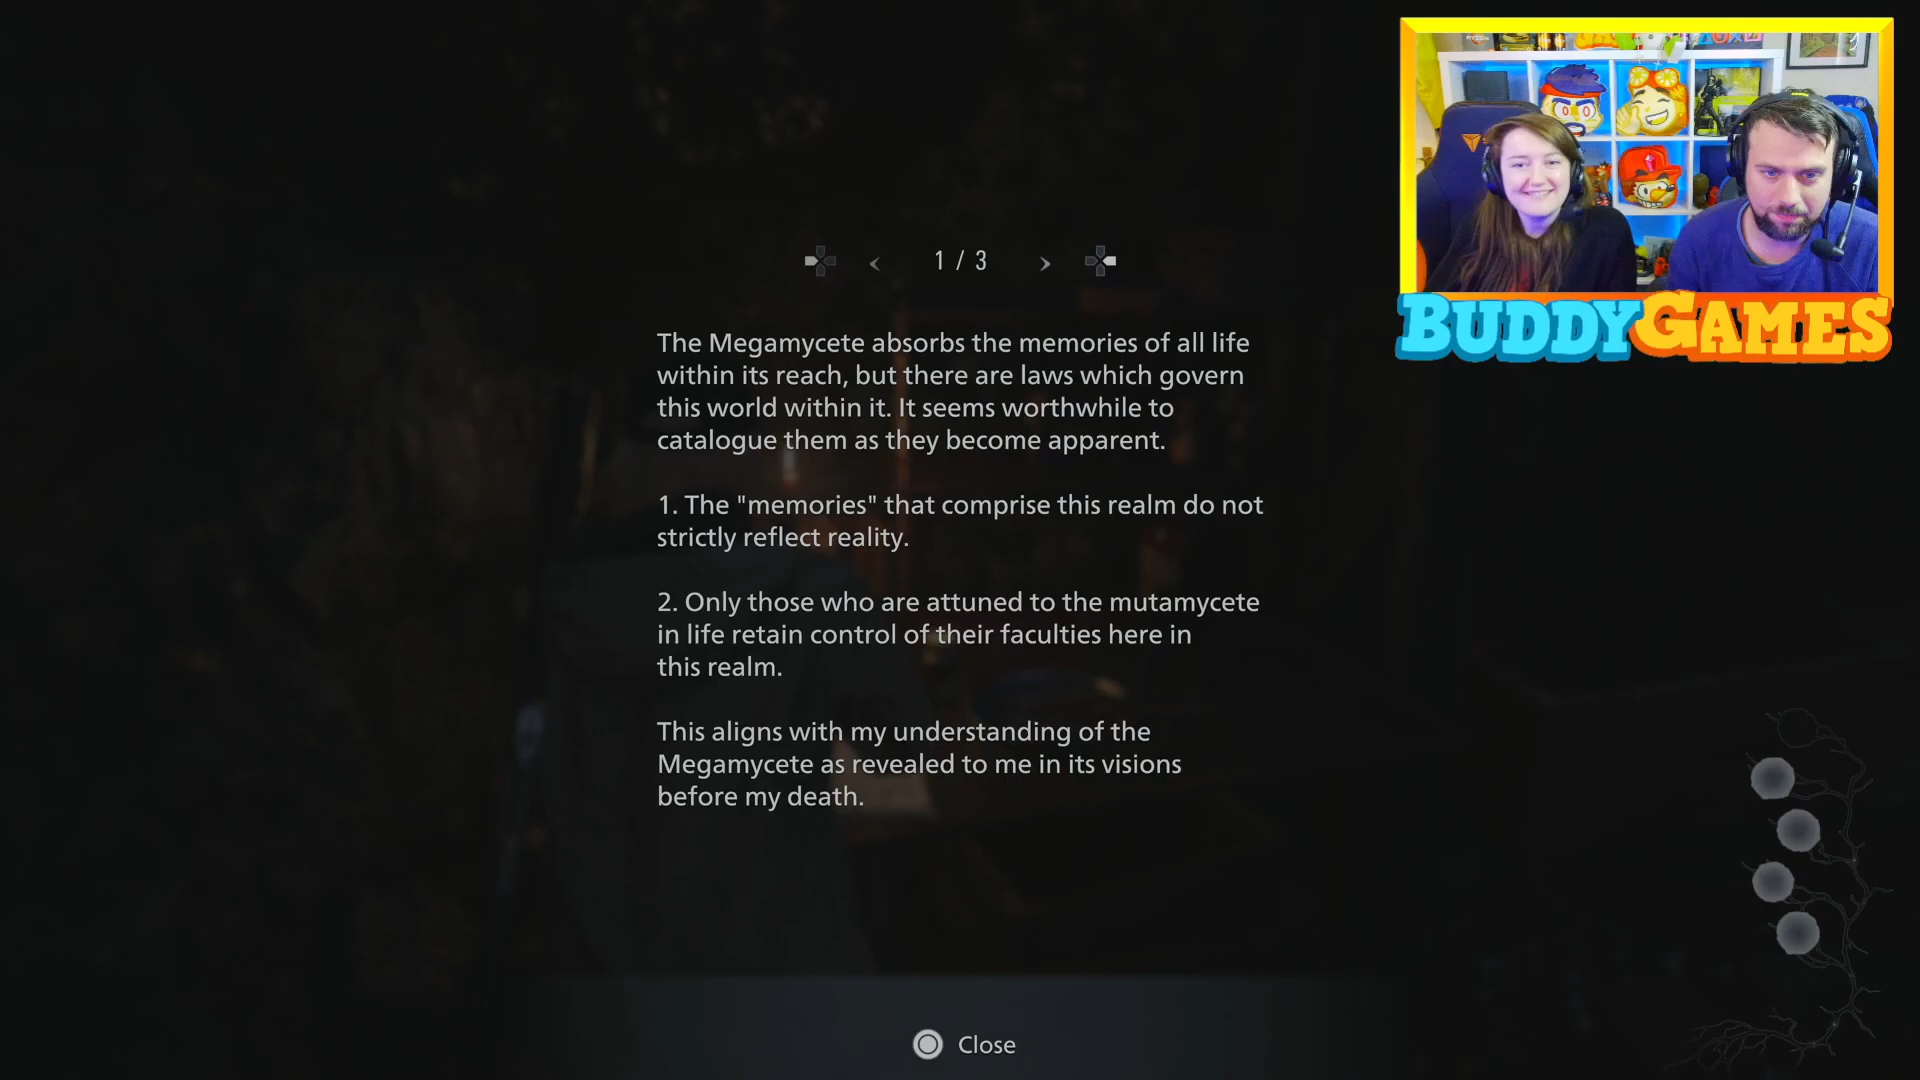 BUDDYGAMES
1 / 3
The Megamycete absorbs the memories of all life
within its reach, but there are laws which govern
this world within it. It seems worthwhile to
catalogue them as they become apparent.
1. The "memories" that comprise this realm do not
strictly reflect reality.
2. Only those who are attuned to the mutamycete
in life retain control of their faculties here in
this realm.
This aligns with my understanding of the
Megamycete as revealed to me in its visions
before my death.
Close